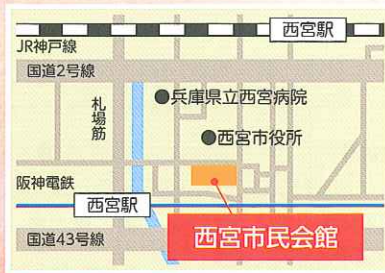 西宮駅
JR神戸線
国道2号線
札場筋
●兵庫県立西宮病院
●西宮市役所
阪神電鉄
西宮駅
国道43号線
西宮市民会館